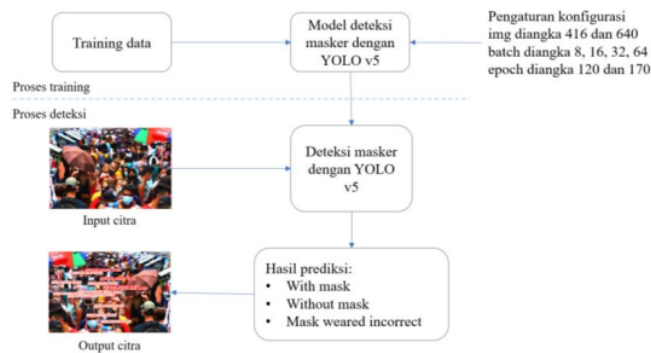 Training data
Model deteksi
masker dengan
YOLO v5
Pengaturan konfigurasi
img diangka 416 dan 640
batch diangka 8, 16, 32, 64
epoch diangka 120 dan 170
Proses training
Proses deteksi
Input citra
Deteksi masker
dengan YOLO
v5
Hasil prediksi:
• With mask
• Without mask
• Mask weared incorrect
Output citra